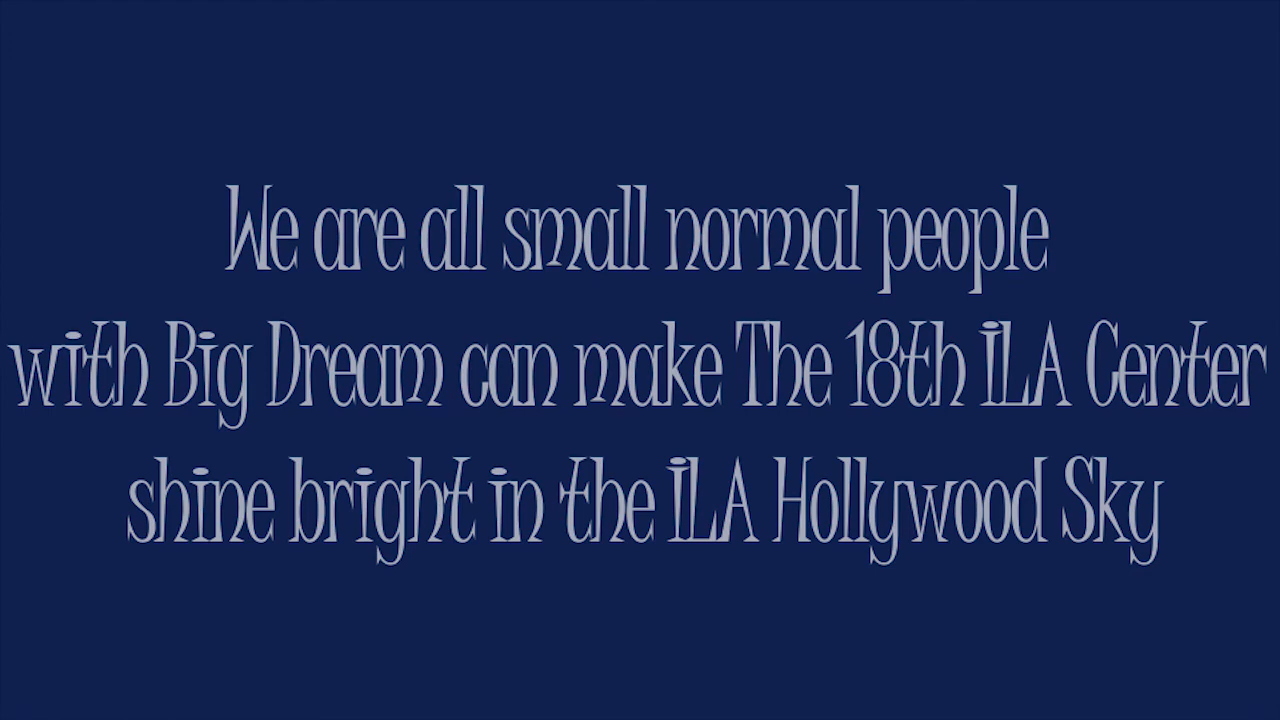 We are all small normal people
with Big Dream can make The 18th iLA Center
shine bright in the iLA Hollywood Sky